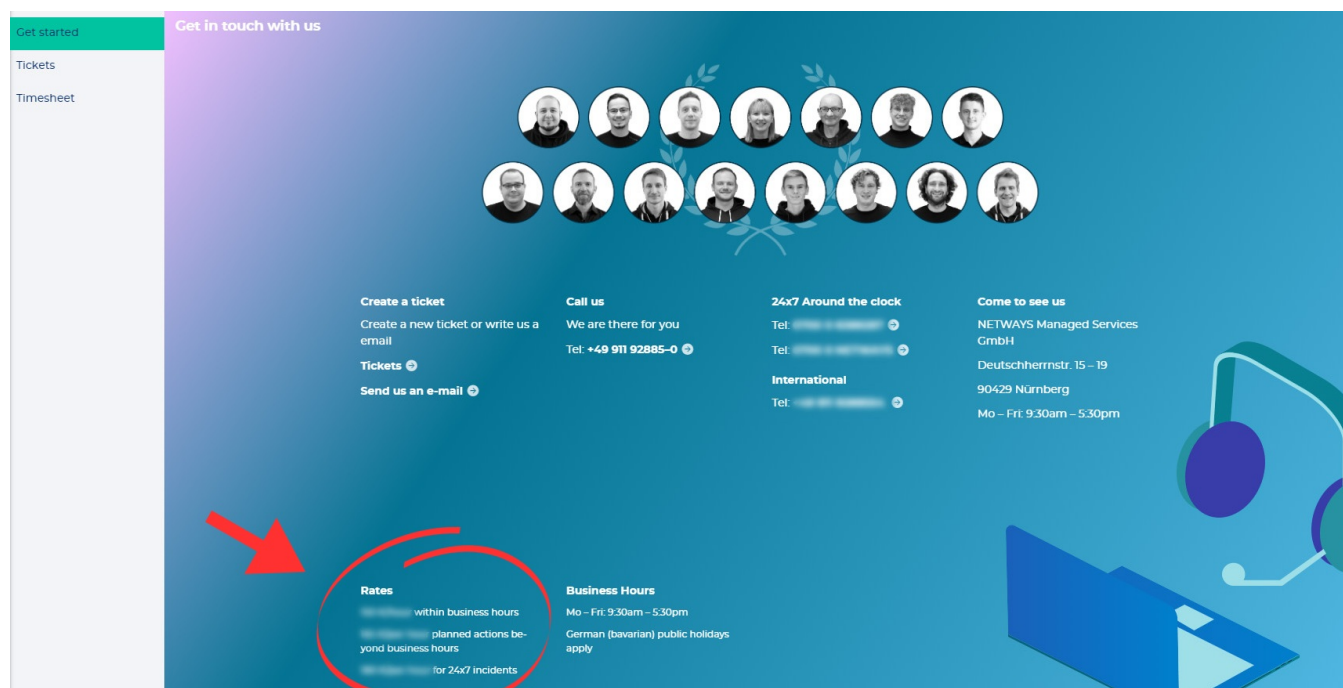 Get started
Tickets
Timesheet
Get in touch with us
Create a ticket
Create a new ticket or write us a
email
Tickets
Send us an e-mail
Call us
We are there for you
Tel: +49 911 92885–0
24x7 Around the clock
Tel:
Tel:
International
Tel:
Come to see us
NETWAYS Managed Services
GmbH
Deutschherrnstr. 15 – 19
90429 Nürnberg
Mo – Fri: 9:30am – 5:30pm
Rates
within business hours
planned actions be-
yond business hours
for 24x7 incidents
Business Hours
Mo – Fri: 9:30am – 5:30pm
German (bavarian) public holidays
apply